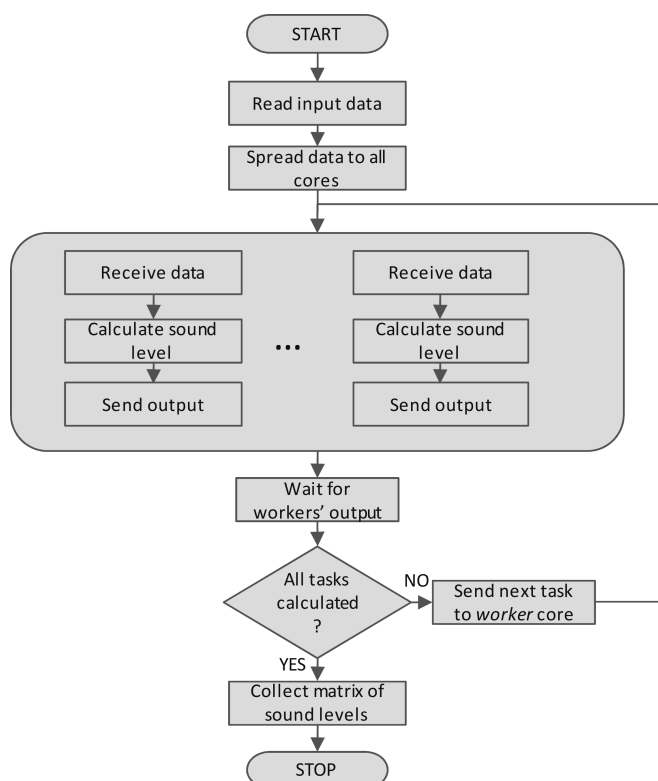 START
Read input data
Spread data to all
cores
Receive data
Calculate sound
level
Send output
...
Receive data
Calculate sound
level
Send output
Wait for
workers' output
All tasks
calculated
?
NO
Send next task
to worker core
YES
Collect matrix of
sound levels
STOP